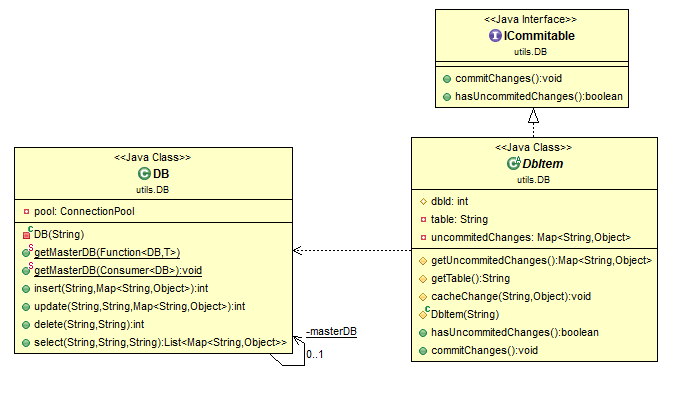 <<Java Interface>>
ICommitable
utils.DB
commitChanges():void
hasUncommitedChanges():boolean
<<Java Class>>
DB
utils.DB
pool: ConnectionPool
DB(String)
getMasterDB(Function<DB,T>)
getMasterDB(Consumer<DB>):void
insert(String,Map<String,Object>):int
update(String,String,Map<String,Object>):int
delete(String,String):int
select(String,String,String):List<Map<String,Object>>
-masterDB
0..1
<<Java Class>>
DbItem
utils.DB
dbId: int
table: String
uncommitedChanges: Map<String,Object>
getUncommitedChanges():Map<String,Object>
getTable():String
cacheChange(String,Object):void
DbItem(String)
hasUncommitedChanges():boolean
commitChanges():void